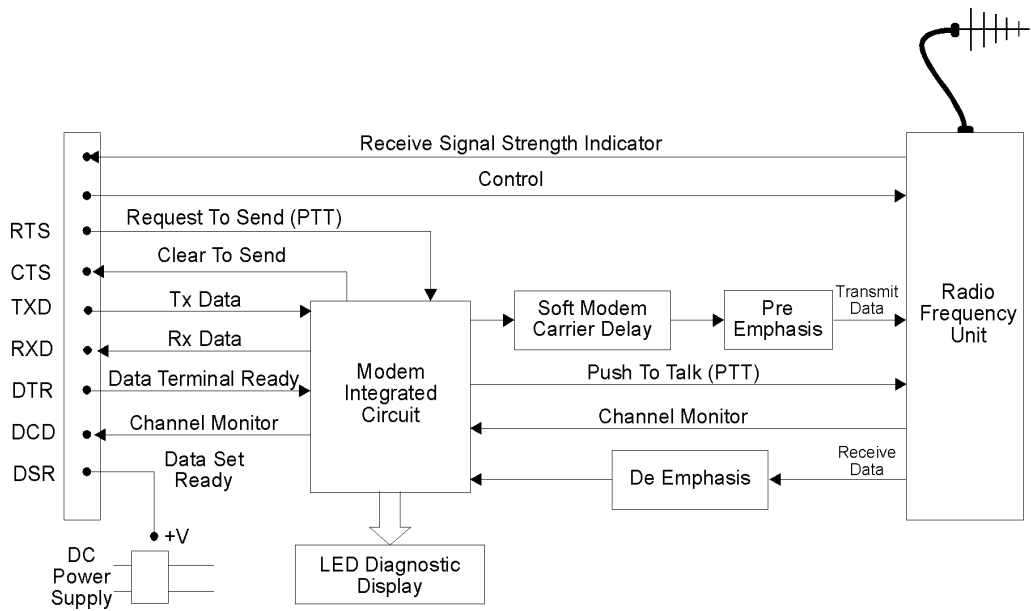 Receive Signal Strength Indicator
Control
RTS
Request To Send (PTT)
CTS
Clear To Send
TXD
Tx Data
RXD
Rx Data
DTR
Data Terminal Ready
DCD
Channel Monitor
DSR
Data Set
Ready
+V
DC
Power
Supply
Modem
Integrated
Circuit
LED Diagnostic
Display
Soft Modem
Carrier Delay
Pre
Emphasis
Transmit
Data
Push To Talk (PTT)
Channel Monitor
De Emphasis
Receive
Data
Radio
Frequency
Unit